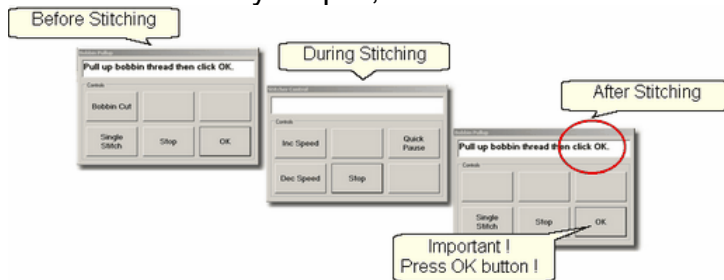 Before Stitching
Bobbin Pullup
Pull up bobbin thread then click OK.
Controls
Bobbin Cut
Single Stitch
Stop
OK
During Stitching
Controls
Inc Speed
Quick Pause
Dec Speed
Stop
After Stitching
Bobbin Pullup
Pull up bobbin thread then click OK.
Controls
Single Stitch
Stop
OK
Important !
Press OK button !